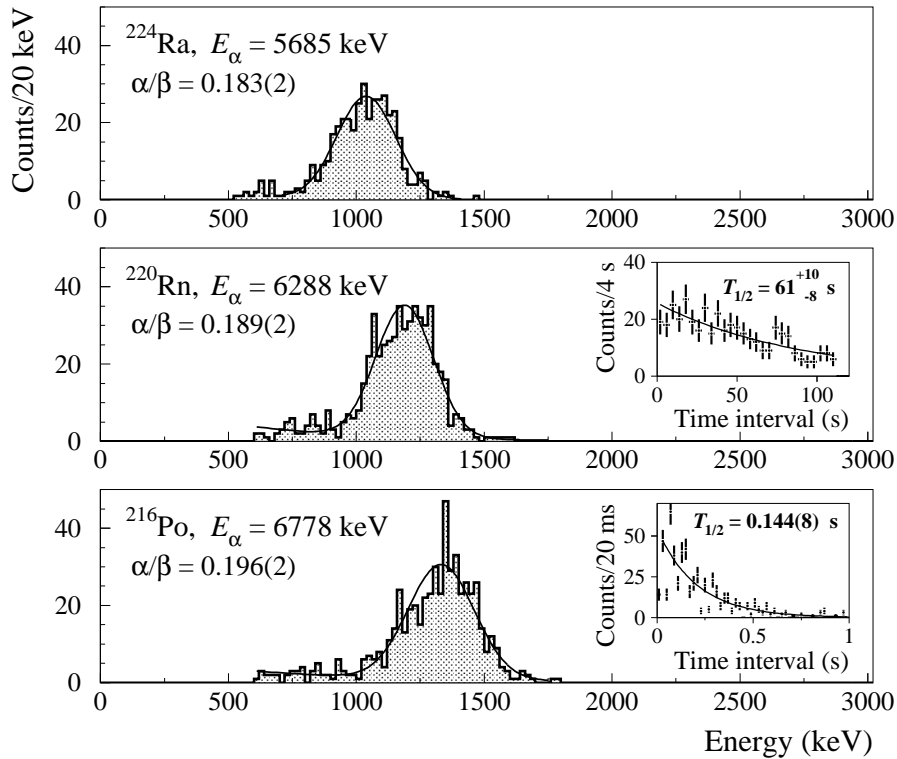 Counts/20 keV
40
20
0
²²⁴Ra, Eα = 5685 keV
α/β = 0.183(2)
0 500 1000 1500 2000 2500 3000
40
20
0
²²⁰Rn, Eα = 6288 keV
α/β = 0.189(2)
0 500 1000 1500 2000 2500 3000
Counts/4 s
40
20
0
T1/2 = 61 +10 -8 s
0 50 100
Time interval (s)
40
20
0
²¹⁶Po, Eα = 6778 keV
α/β = 0.196(2)
0 500 1000 1500 2000 2500 3000
Counts/20 ms
50
25
0
T1/2 = 0.144(8) s
0 0.5 1
Time interval (s)
Energy (keV)